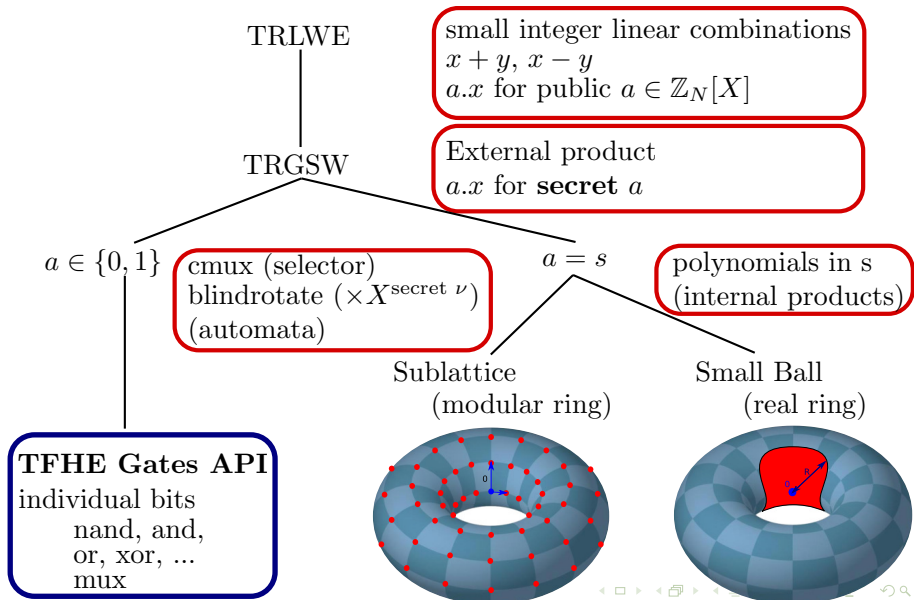 TRLWE
small integer linear combinations
x + y, x − y
a.x for public a ∈ ℤ_N[X]
TRGSW
External product
a.x for secret a
a ∈ {0, 1}
cmux (selector)
blindrotate (×X^{secret ν})
(automata)
a = s
polynomials in s
(internal products)
Sublattice
(modular ring)
Small Ball
(real ring)
TFHE Gates API
individual bits
nand, and,
or, xor, ...
mux
0
0
R